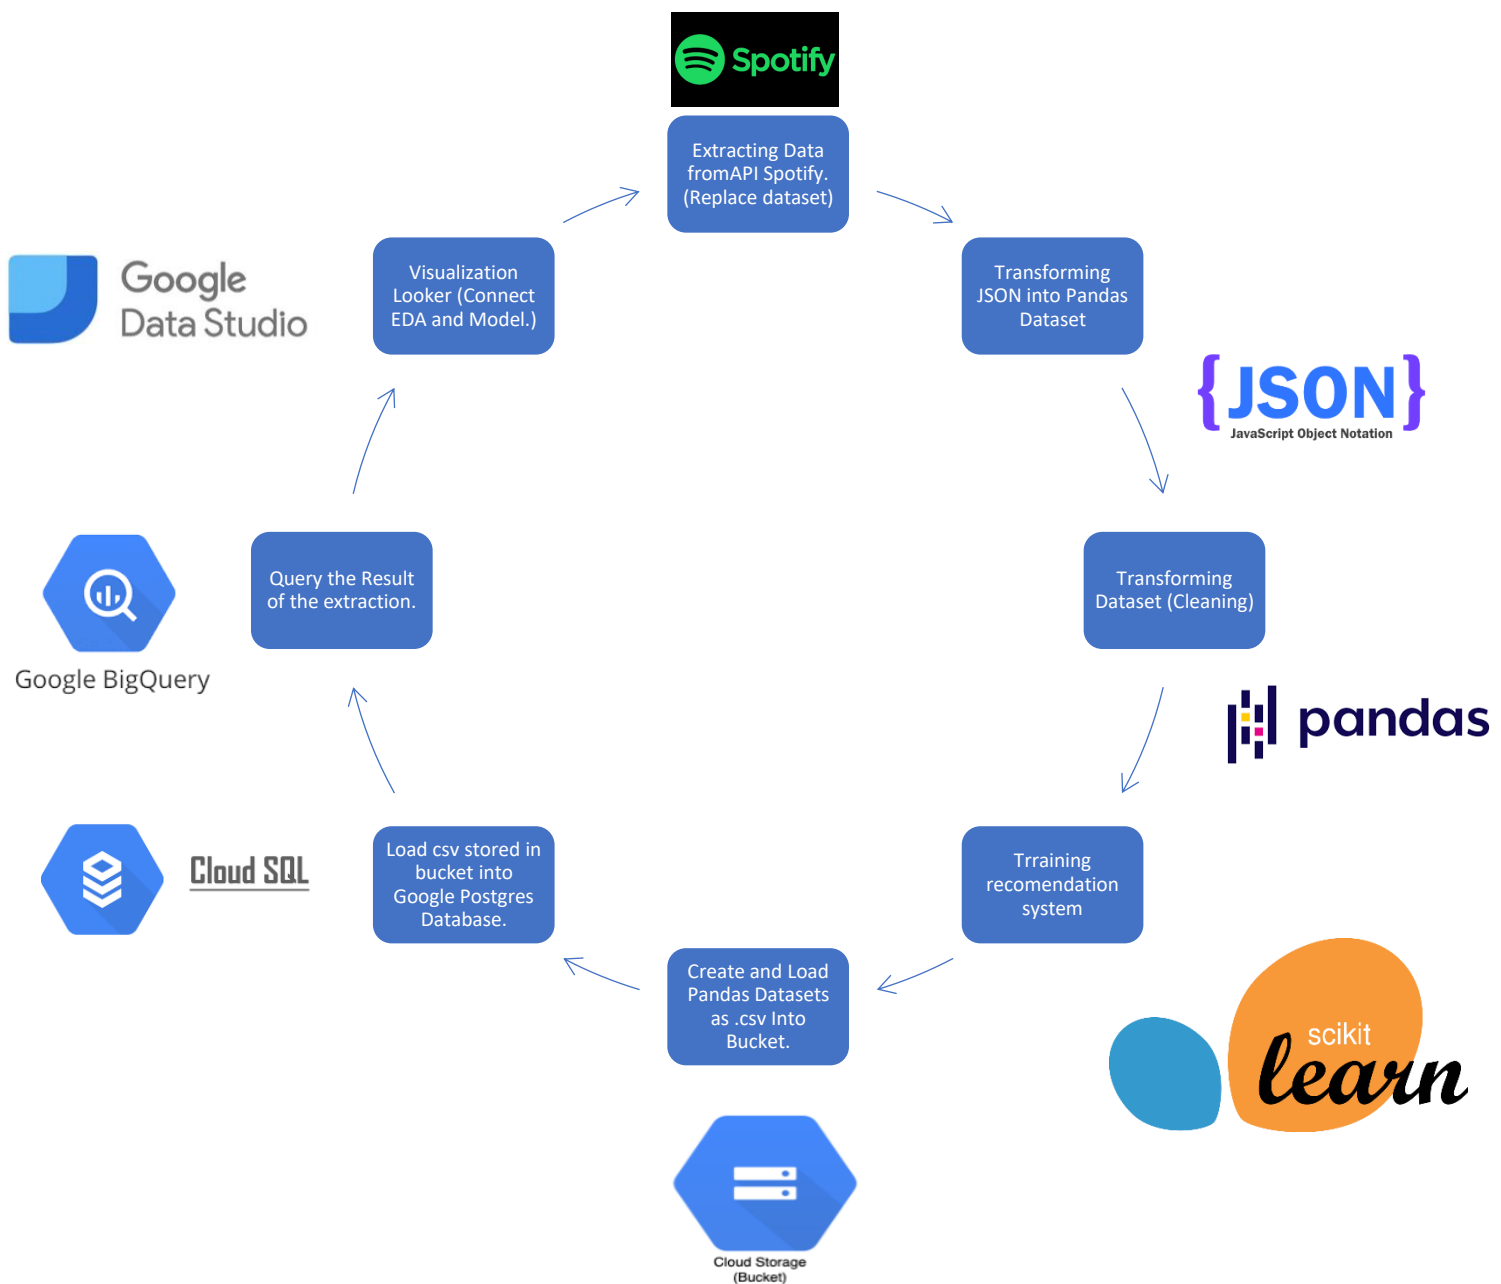 Spotify
Extracting Data
fromAPI Spotify.
(Replace dataset)
Transforming
JSON into Pandas
Dataset
{JSON}
JavaScript Object Notation
Transforming
Dataset (Cleaning)
pandas
Trraining
recomendation
system
scikit
learn
Create and Load
Pandas Datasets
as .csv Into
Bucket.
Cloud Storage
(Bucket)
Load csv stored in
bucket into
Google Postgres
Database.
Cloud SQL
Query the Result
of the extraction.
Google BigQuery
Visualization
Looker (Connect
EDA and Model.)
Google
Data Studio